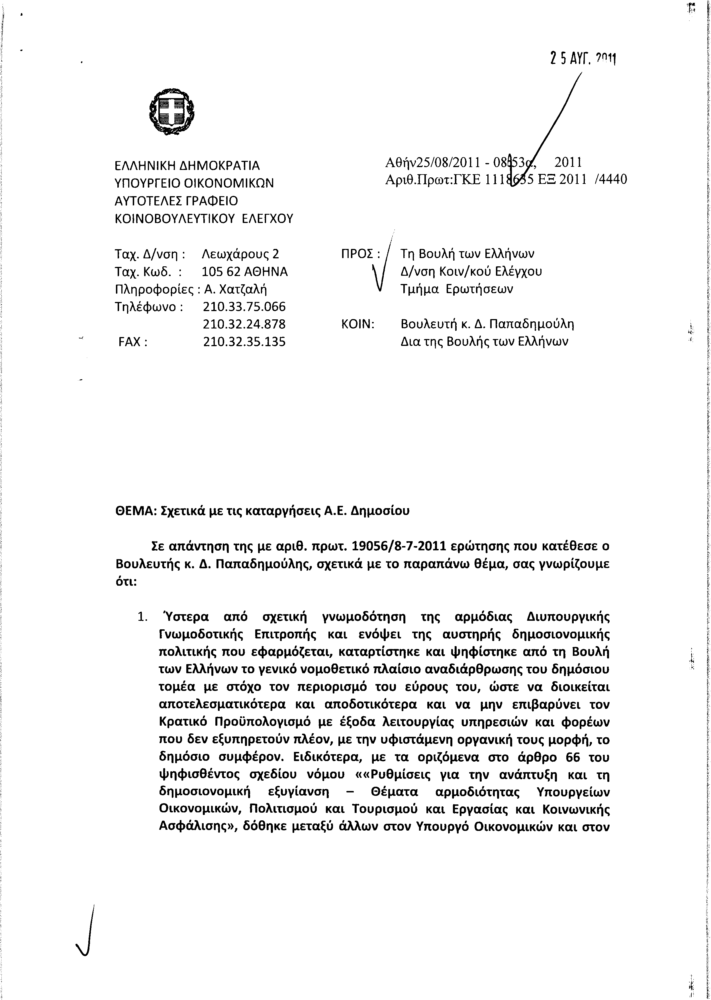 25 ΑΥΓ. 2011
ΕΛΛΗΝΙΚΗ ΔΗΜΟΚΡΑΤΙΑ
ΥΠΟΥΡΓΕΙΟ ΟΙΚΟΝΟΜΙΚΩΝ
ΑΥΤΟΤΕΛΕΣ ΓΡΑΦΕΙΟ
ΚΟΙΝΟΒΟΥΛΕΥΤΙΚΟΥ ΕΛΕΓΧΟΥ
Αθήν25/08/2011 - 08:53α, 2011
Αριθ.Πρωτ:ΓΚΕ 1118635 ΕΞ 2011 /4440
Ταχ. Δ/νση : Λεωχάρους 2
Ταχ. Κωδ. : 105 62 ΑΘΗΝΑ
Πληροφορίες : Α. Χατζαλή
Τηλέφωνο : 210.33.75.066
210.32.24.878
FAX : 210.32.35.135
ΠΡΟΣ : Τη Βουλή των Ελλήνων
Δ/νση Κοιν/κού Ελέγχου
Τμήμα Ερωτήσεων
ΚΟΙΝ: Βουλευτή κ. Δ. Παπαδημούλη
Δια της Βουλής των Ελλήνων
ΘΕΜΑ: Σχετικά με τις καταργήσεις Α.Ε. Δημοσίου
Σε απάντηση της με αριθ. πρωτ. 19056/8-7-2011 ερώτησης που κατέθεσε ο
Βουλευτής κ. Δ. Παπαδημούλης, σχετικά με το παραπάνω θέμα, σας γνωρίζουμε
ότι:
1. Ύστερα από σχετική γνωμοδότηση της αρμόδιας Διυπουργικής
Γνωμοδοτικής Επιτροπής και ενόψει της αυστηρής δημοσιονομικής
πολιτικής που εφαρμόζεται, καταρτίστηκε και ψηφίστηκε από τη Βουλή
των Ελλήνων το γενικό νομοθετικό πλαίσιο αναδιάρθρωσης του δημόσιου
τομέα με στόχο τον περιορισμό του εύρους του, ώστε να διοικείται
αποτελεσματικότερα και αποδοτικότερα και να μην επιβαρύνει τον
Κρατικό Προϋπολογισμό με έξοδα λειτουργίας υπηρεσιών και φορέων
που δεν εξυπηρετούν πλέον, με την υφιστάμενη οργανική τους μορφή, το
δημόσιο συμφέρον. Ειδικότερα, με τα οριζόμενα στο άρθρο 66 του
ψηφισθέντος σχεδίου νόμου ««Ρυθμίσεις για την ανάπτυξη και τη
δημοσιονομική εξυγίανση – Θέματα αρμοδιότητας Υπουργείων
Οικονομικών, Πολιτισμού και Τουρισμού και Εργασίας και Κοινωνικής
Ασφάλισης», δόθηκε μεταξύ άλλων στον Υπουργό Οικονομικών και στον